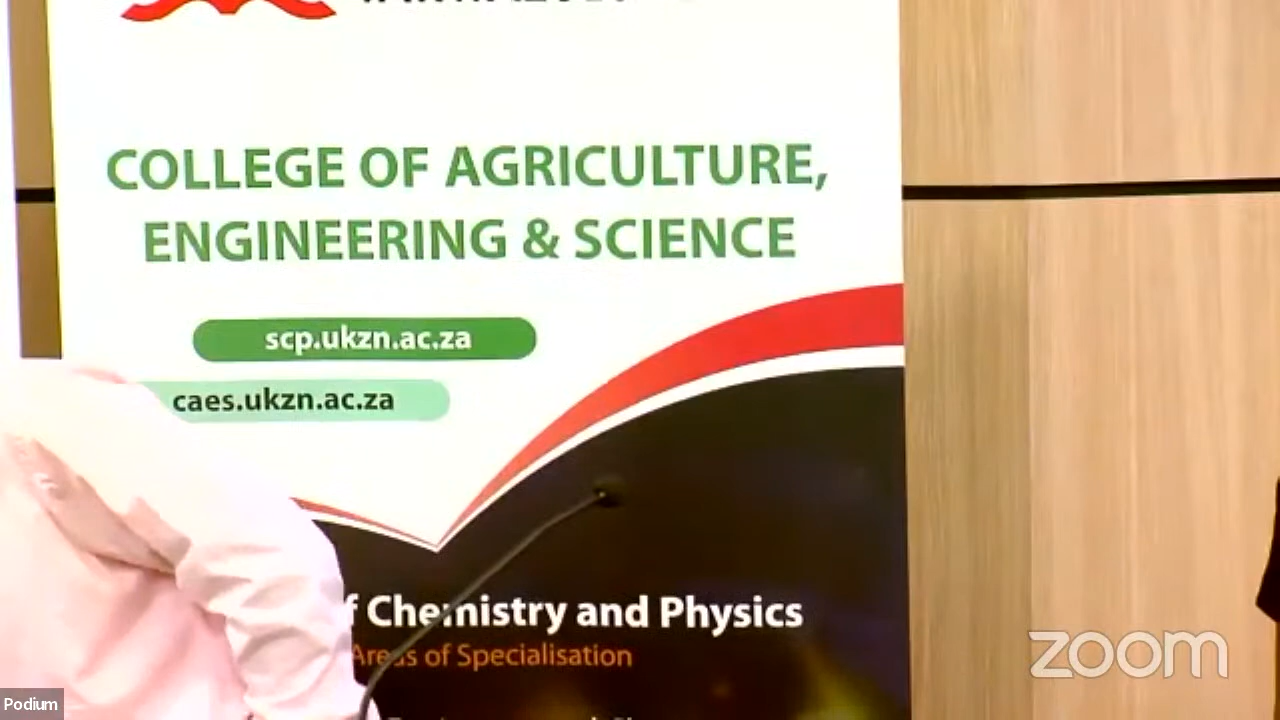 COLLEGE OF AGRICULTURE,
ENGINEERING & SCIENCE
scp.ukzn.ac.za
caes.ukzn.ac.za
f Chemistry and Physics
Areas of Specialisation
zoom
Podium